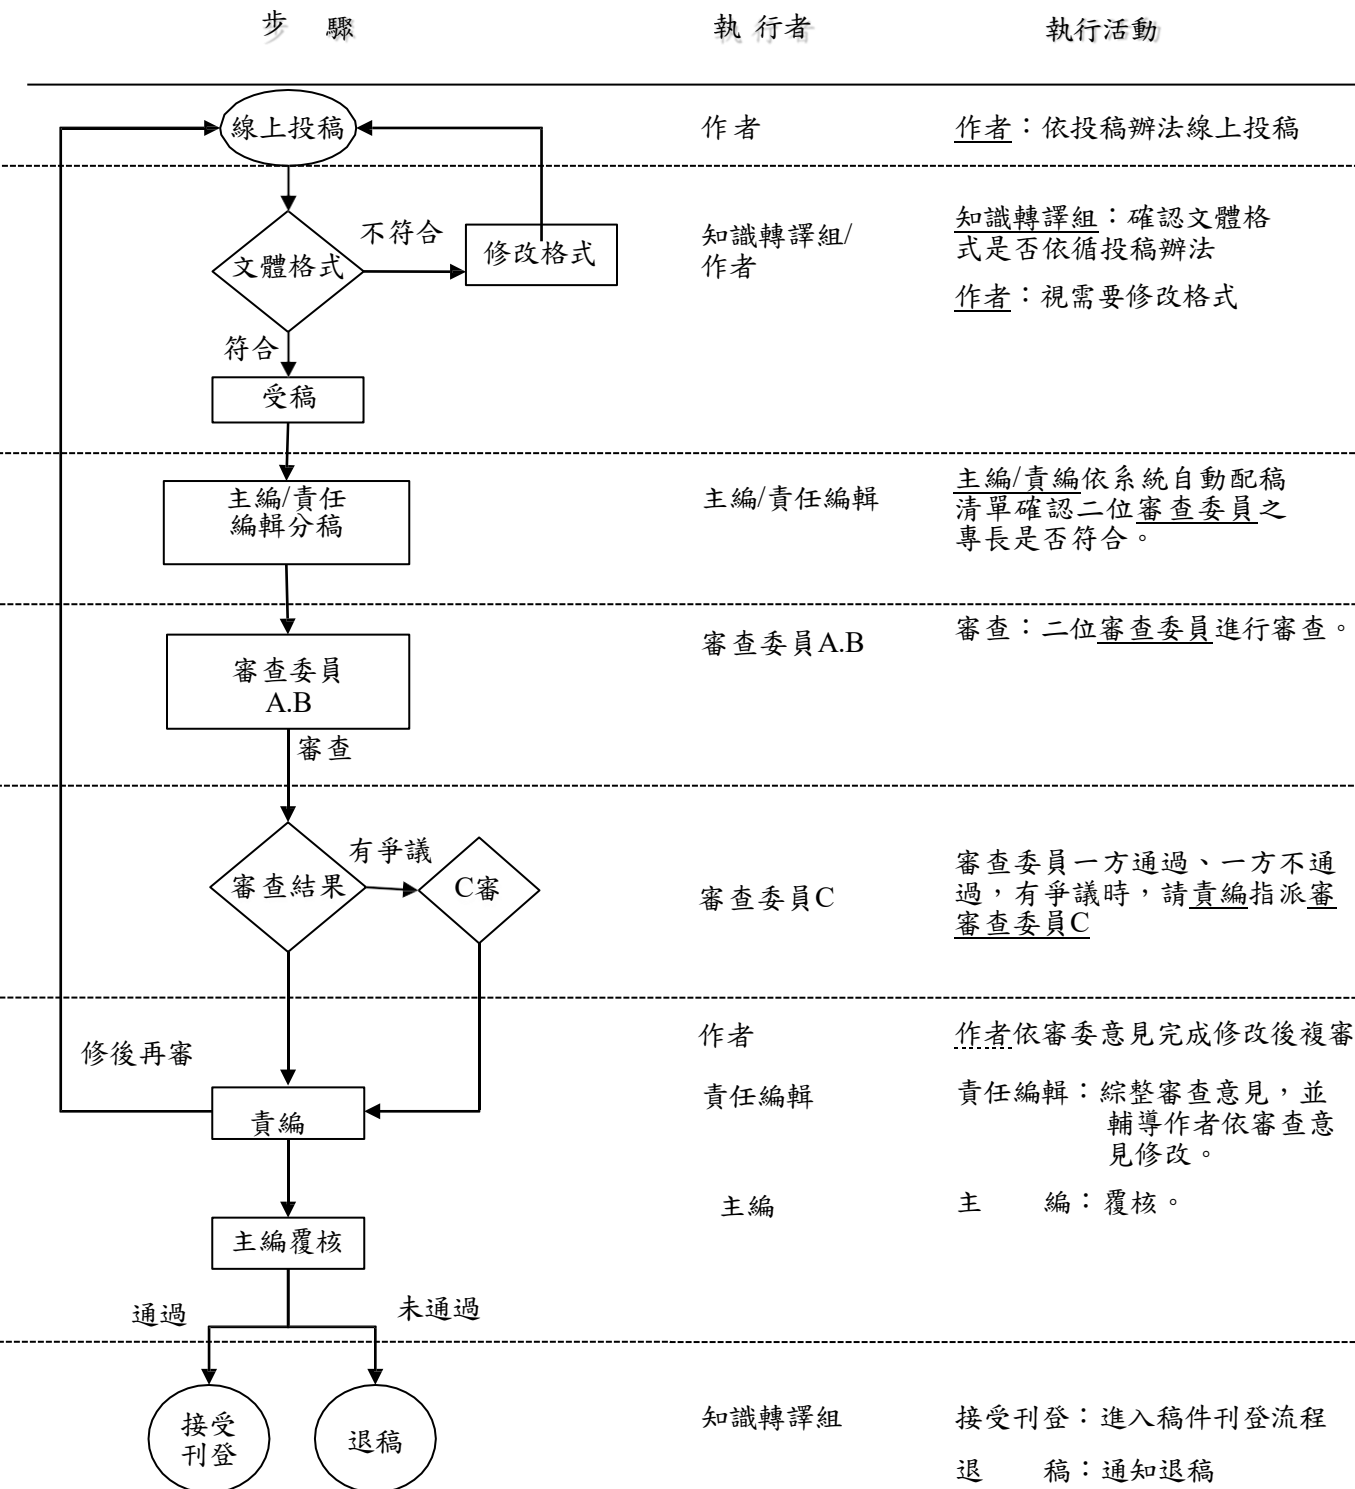 步 驟 執 行者 執行活動
線上投稿 作者 作者：依投稿辦法線上投稿
不符合
文體格式
修改格式
符合
受稿
知識轉譯組/
作者
知識轉譯組：確認文體格
式是否依循投稿辦法
作者：視需要修改格式
主編/責任
編輯分稿
主編/責任編輯
主編/責編依系統自動配稿
清單確認二位審查委員之
專長是否符合。
審查委員
A.B
審查
審查委員A.B
審查：二位審查委員進行審查。
審查結果
有爭議
C審
審查委員C
審查委員一方通過、一方不通
過，有爭議時，請責編指派審
審查委員C
修後再審
作者
作者依審委意見完成修改後複審
責編
責任編輯
責任編輯：綜整審查意見，並
輔導作者依審查意
見修改。
主編覆核
主編
主 編：覆核。
通過
未通過
接受
刊登
退稿
知識轉譯組
接受刊登：進入稿件刊登流程
退 稿：通知退稿